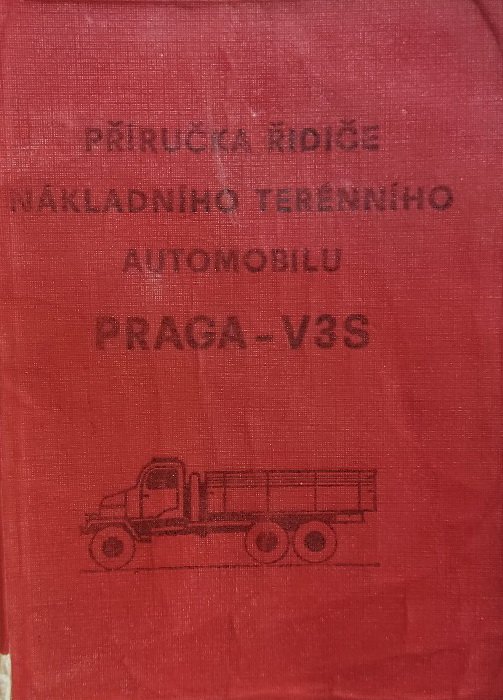 PŘÍRUČKA ŘIDIČE
NÁKLADNÍHO TERÉNNÍHO
AUTOMOBILU
PRAGA-V3S